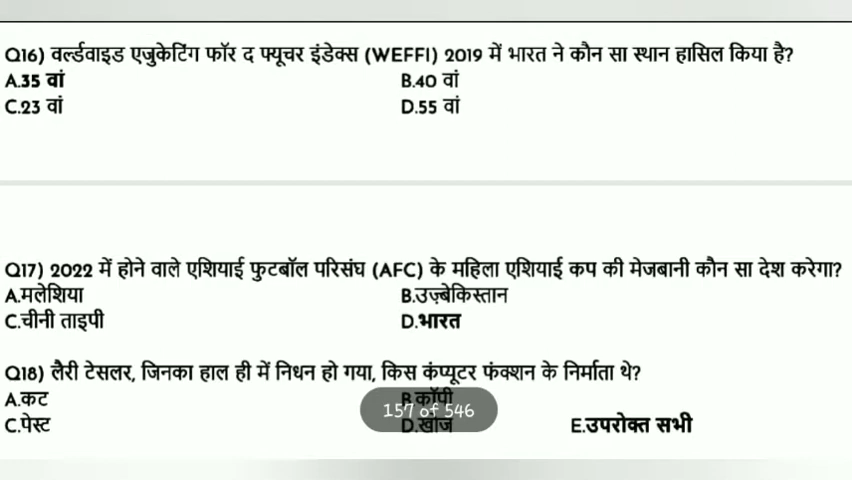 Q16) वर्ल्डवाइड एजुकेटिंग फॉर द फ्यूचर इंडेक्स (WEFFI) 2019 में भारत ने कौन सा स्थान हासिल किया है?
A.35 वां B.40 वां
C.23 वां D.55 वां
Q17) 2022 में होने वाले एशियाई फुटबॉल परिसंघ (AFC) के महिला एशियाई कप की मेजबानी कौन सा देश करेगा?
A.मलेशिया B.उज़्बेकिस्तान
C.चीनी ताइपी D.भारत
Q18) लैरी टेसलर, जिनका हाल ही में निधन हो गया, किस कंप्यूटर फंक्शन के निर्माता थे?
A.कट B.कॉपी
157 of 546
C.पेस्ट D.खोज E.उपरोक्त सभी